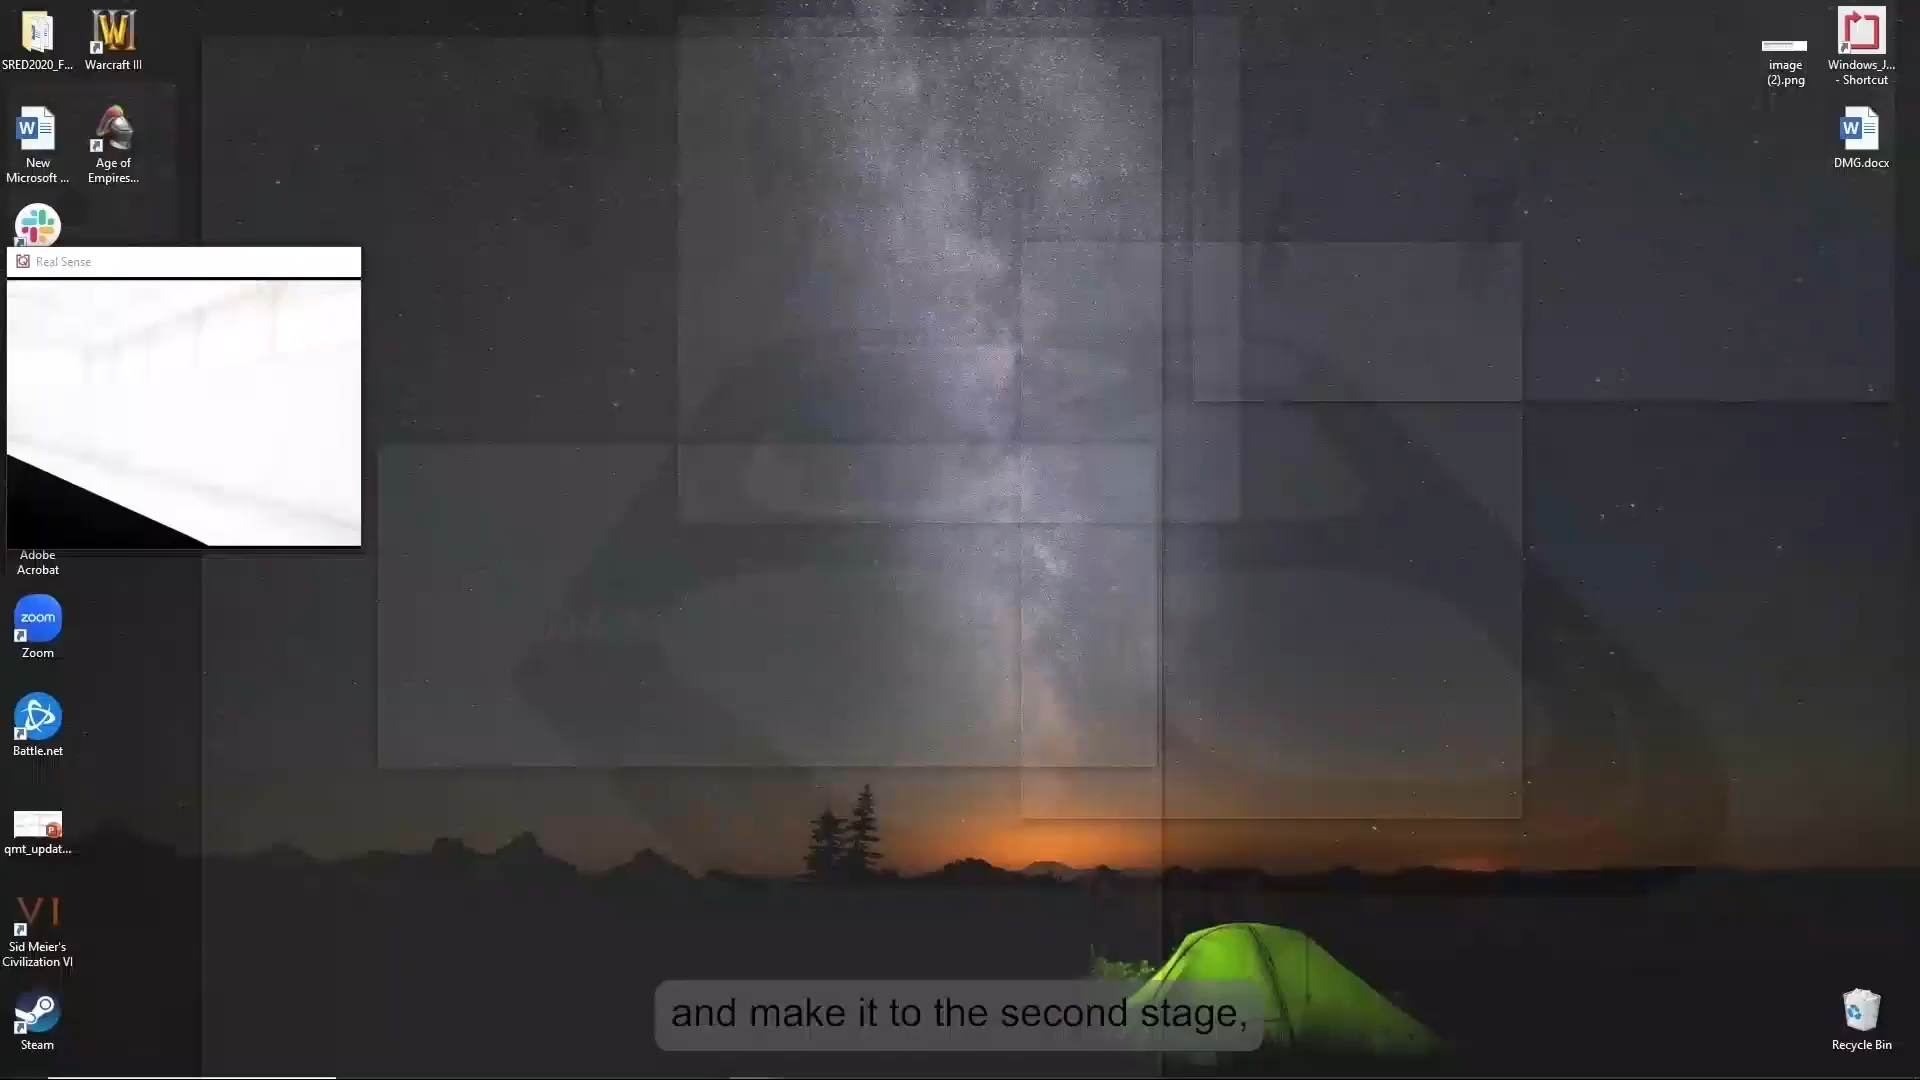 SRED2020_F...
Warcraft III
New
Microsoft ...
Age of
Empires...
Real Sense
Adobe
Acrobat
zoom
Zoom
Battle.net
qmt_updat...
VI
Sid Meier's
Civilization VI
Steam
image
(2).png
Windows_J...
- Shortcut
DMG.docx
Recycle Bin
and make it to the second stage,